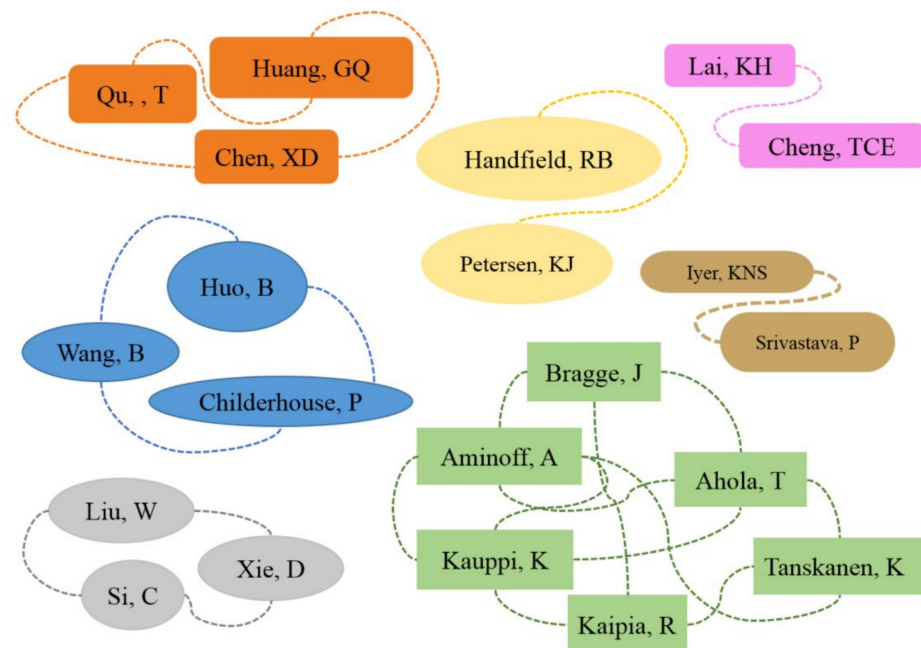 Huang, GQ
Qu, , T
Chen, XD
Lai, KH
Cheng, TCE
Handfield, RB
Petersen, KJ
Huo, B
Wang, B
Childerhouse, P
Iyer, KNS
Srivastava, P
Bragge, J
Aminoff, A
Ahola, T
Kauppi, K
Tanskanen, K
Kaipia, R
Liu, W
Xie, D
Si, C